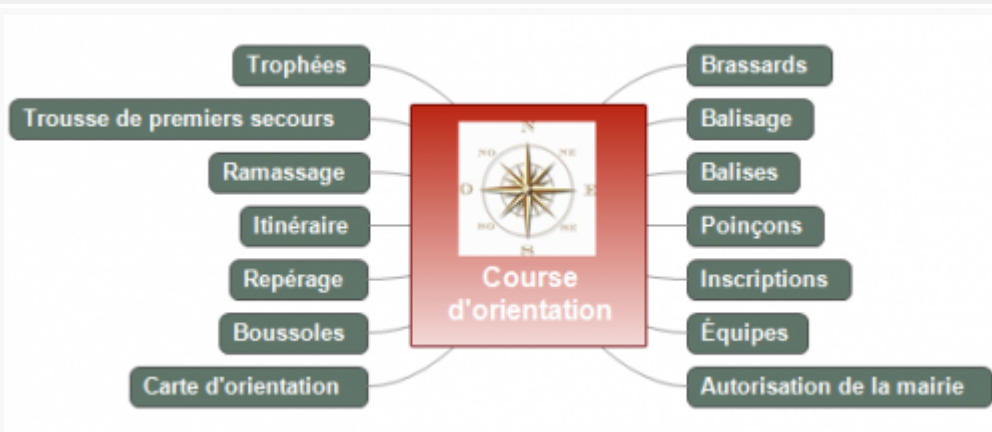 Trophées
Trousse de premiers secours
Ramassage
Itinéraire
Repérage
Boussoles
Carte d'orientation
N
NO NE
O E
SO SE
S
Course
d'orientation
Brassards
Balisage
Balises
Poinçons
Inscriptions
Équipes
Autorisation de la mairie